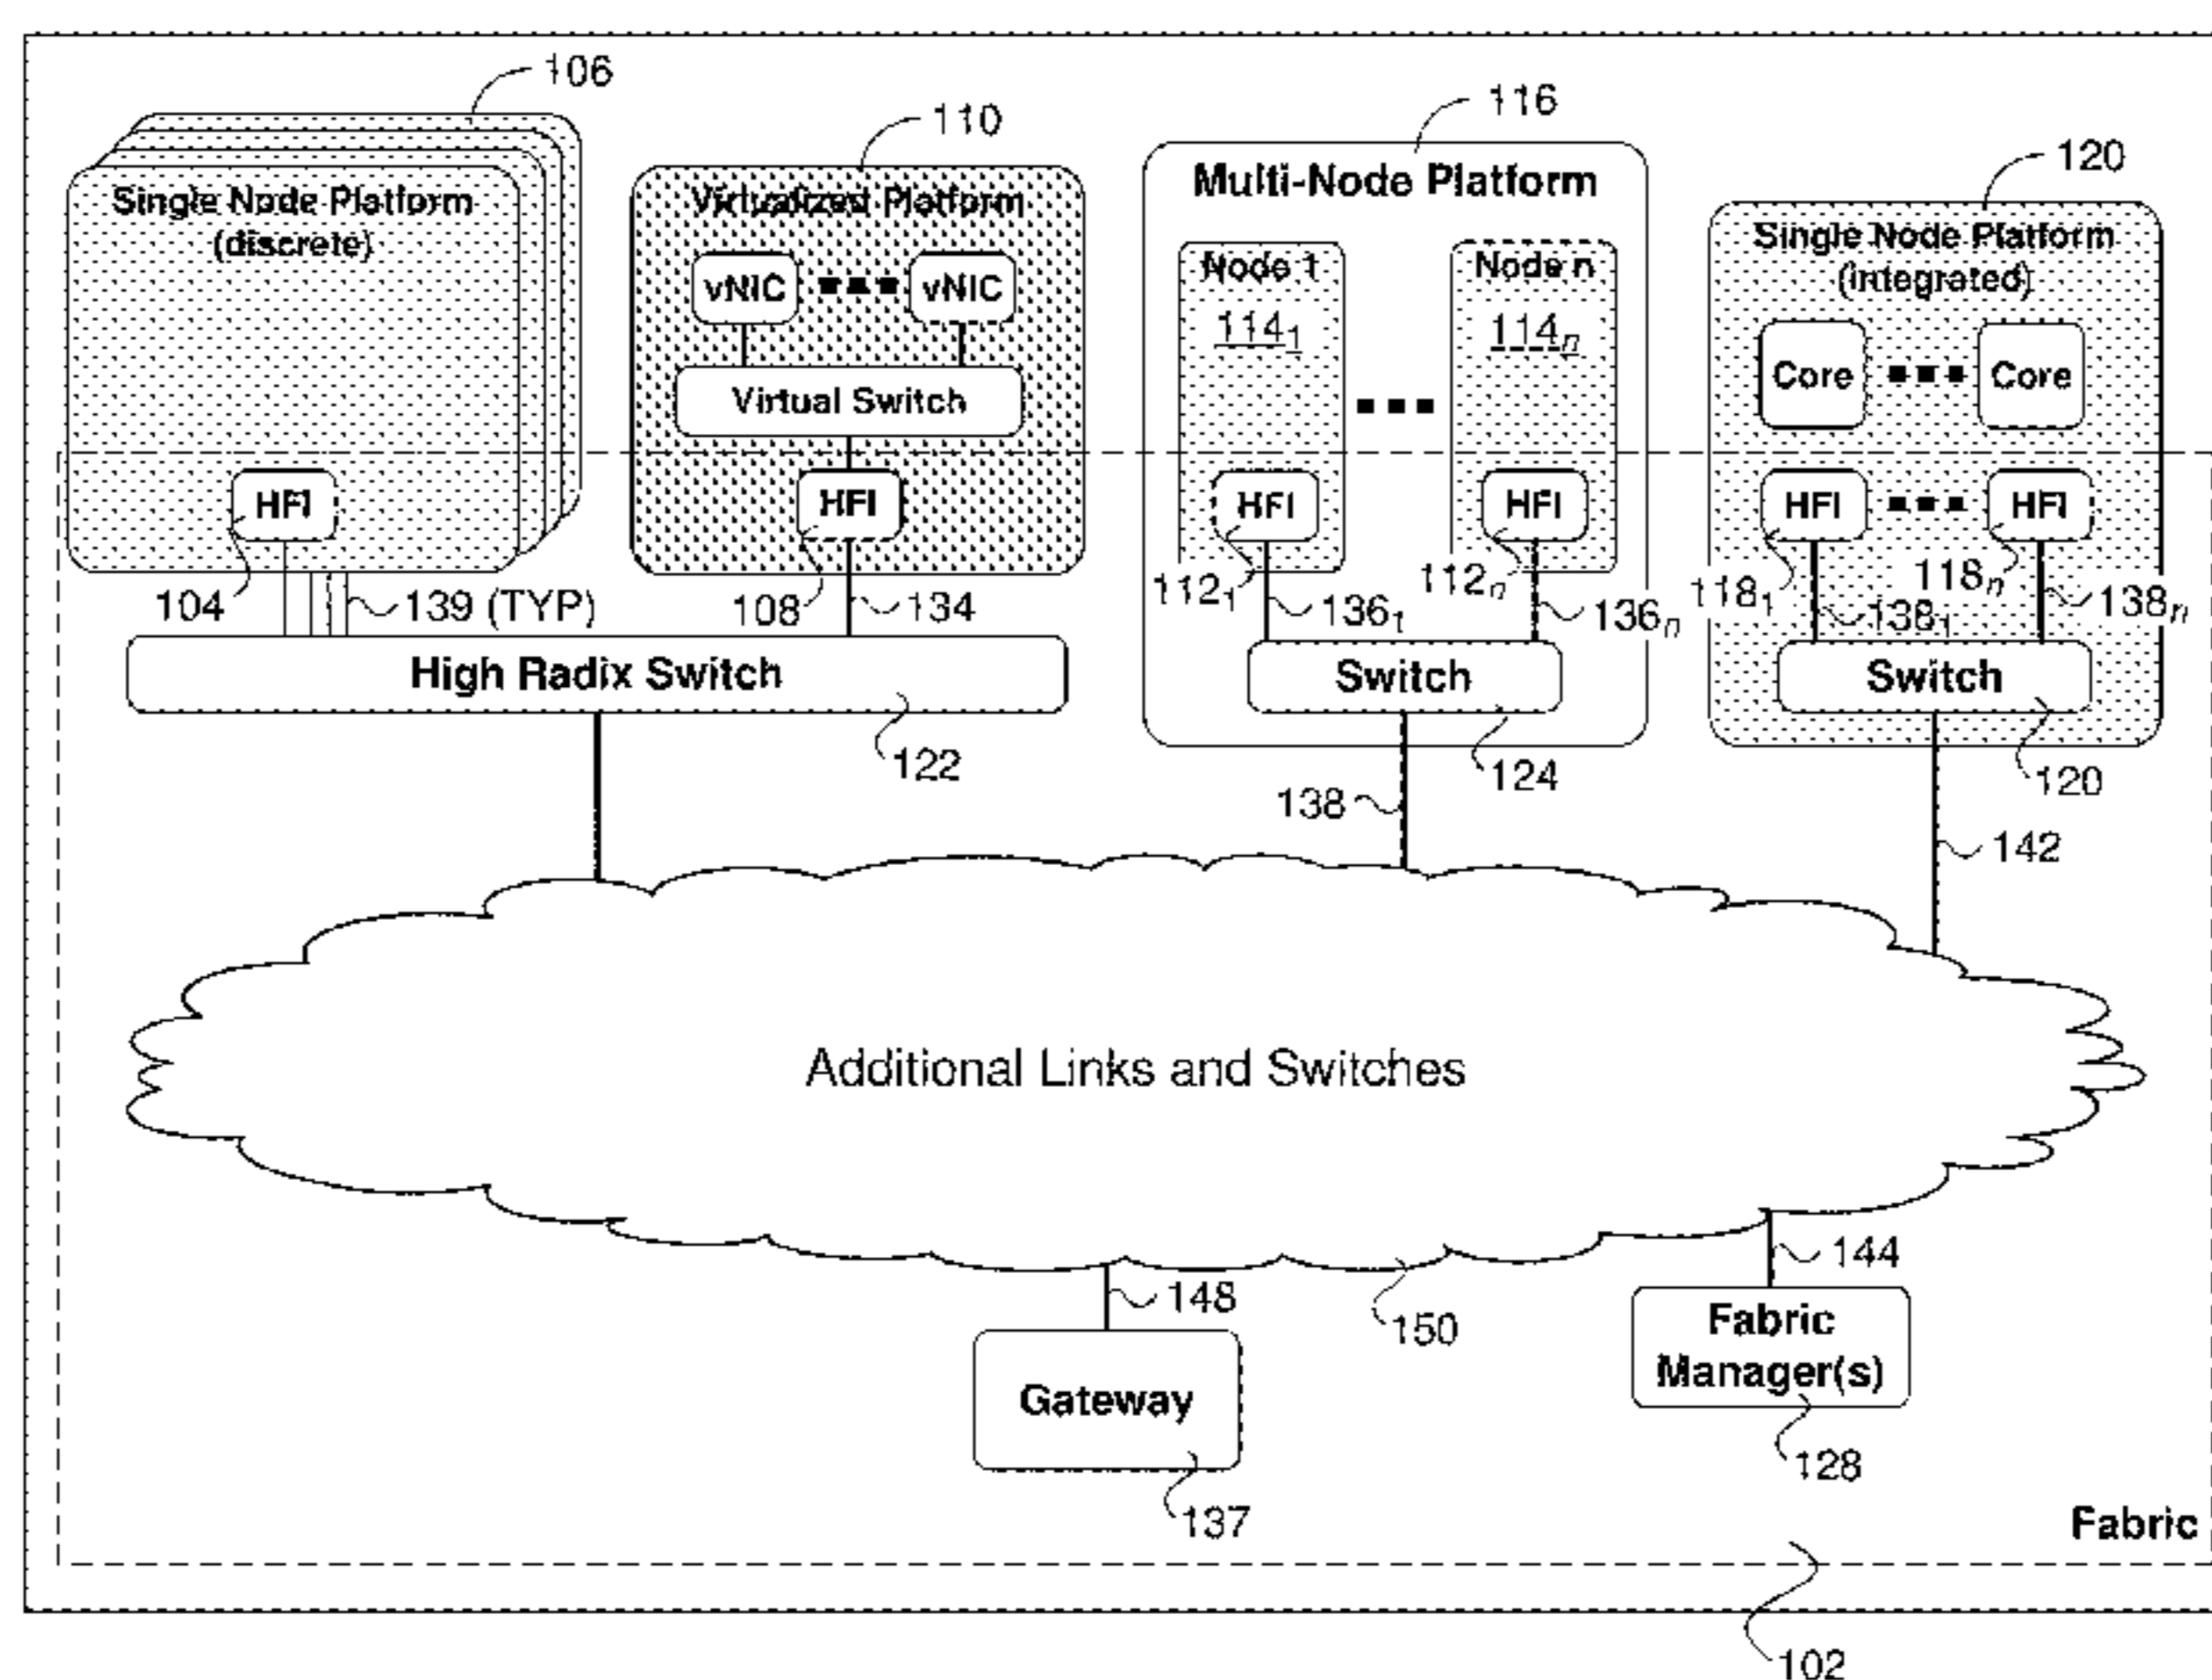 106
110
116
120
Single Node Platform
(discrete)
Virtualized Platform
Multi-Node Platform
Single Node Platform
(integrated)
vNIC
vNIC
Virtual Switch
Node 1
114₁
Node n
114ₙ
Core
Core
HFI
HFI
HFI
HFI
HFI
HFI
104
139 (TYP)
108
134
112₁
136₁
112ₙ
136ₙ
118₁
138₁
118ₙ
138ₙ
High Radix Switch
Switch
Switch
122
124
120
138
142
Additional Links and Switches
148
150
144
Gateway
Fabric
Manager(s)
137
128
Fabric
102